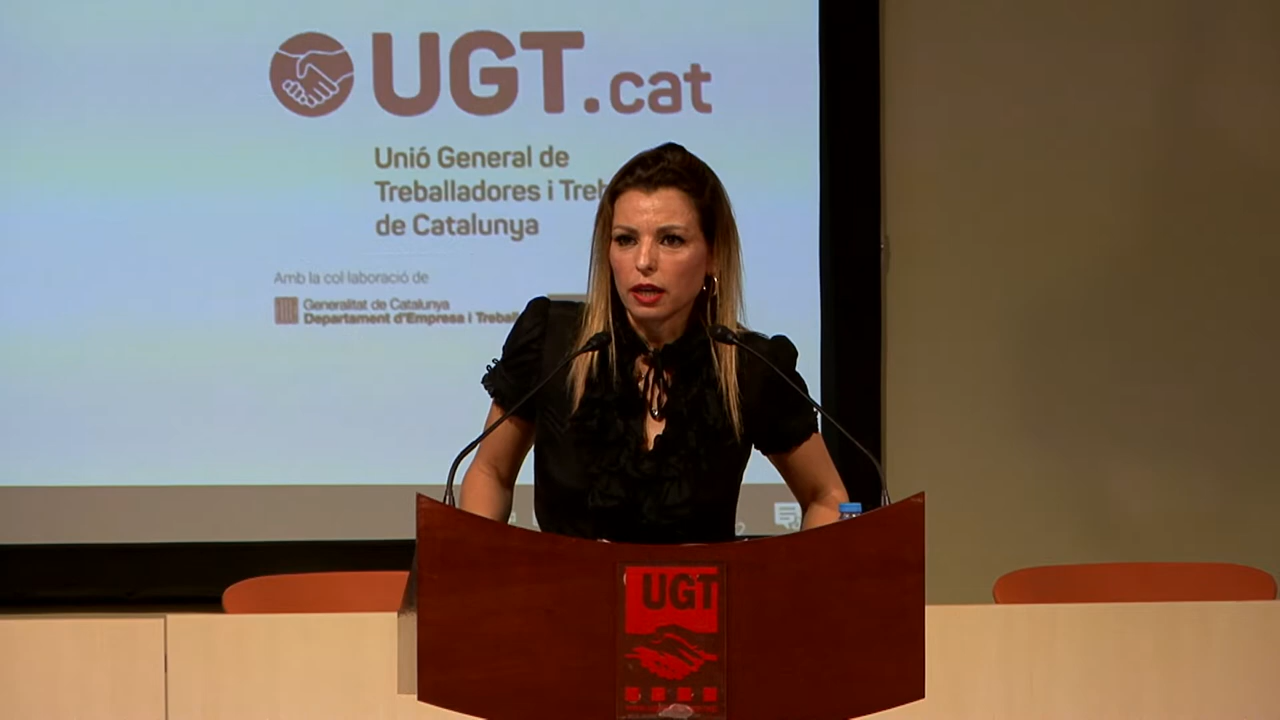 UGT.cat
Unió General de
Treballadores i Treb
de Catalunya
Amb la col·laboració de
Generalitat de Catalunya
Departament d'Empresa i Treball
UGT